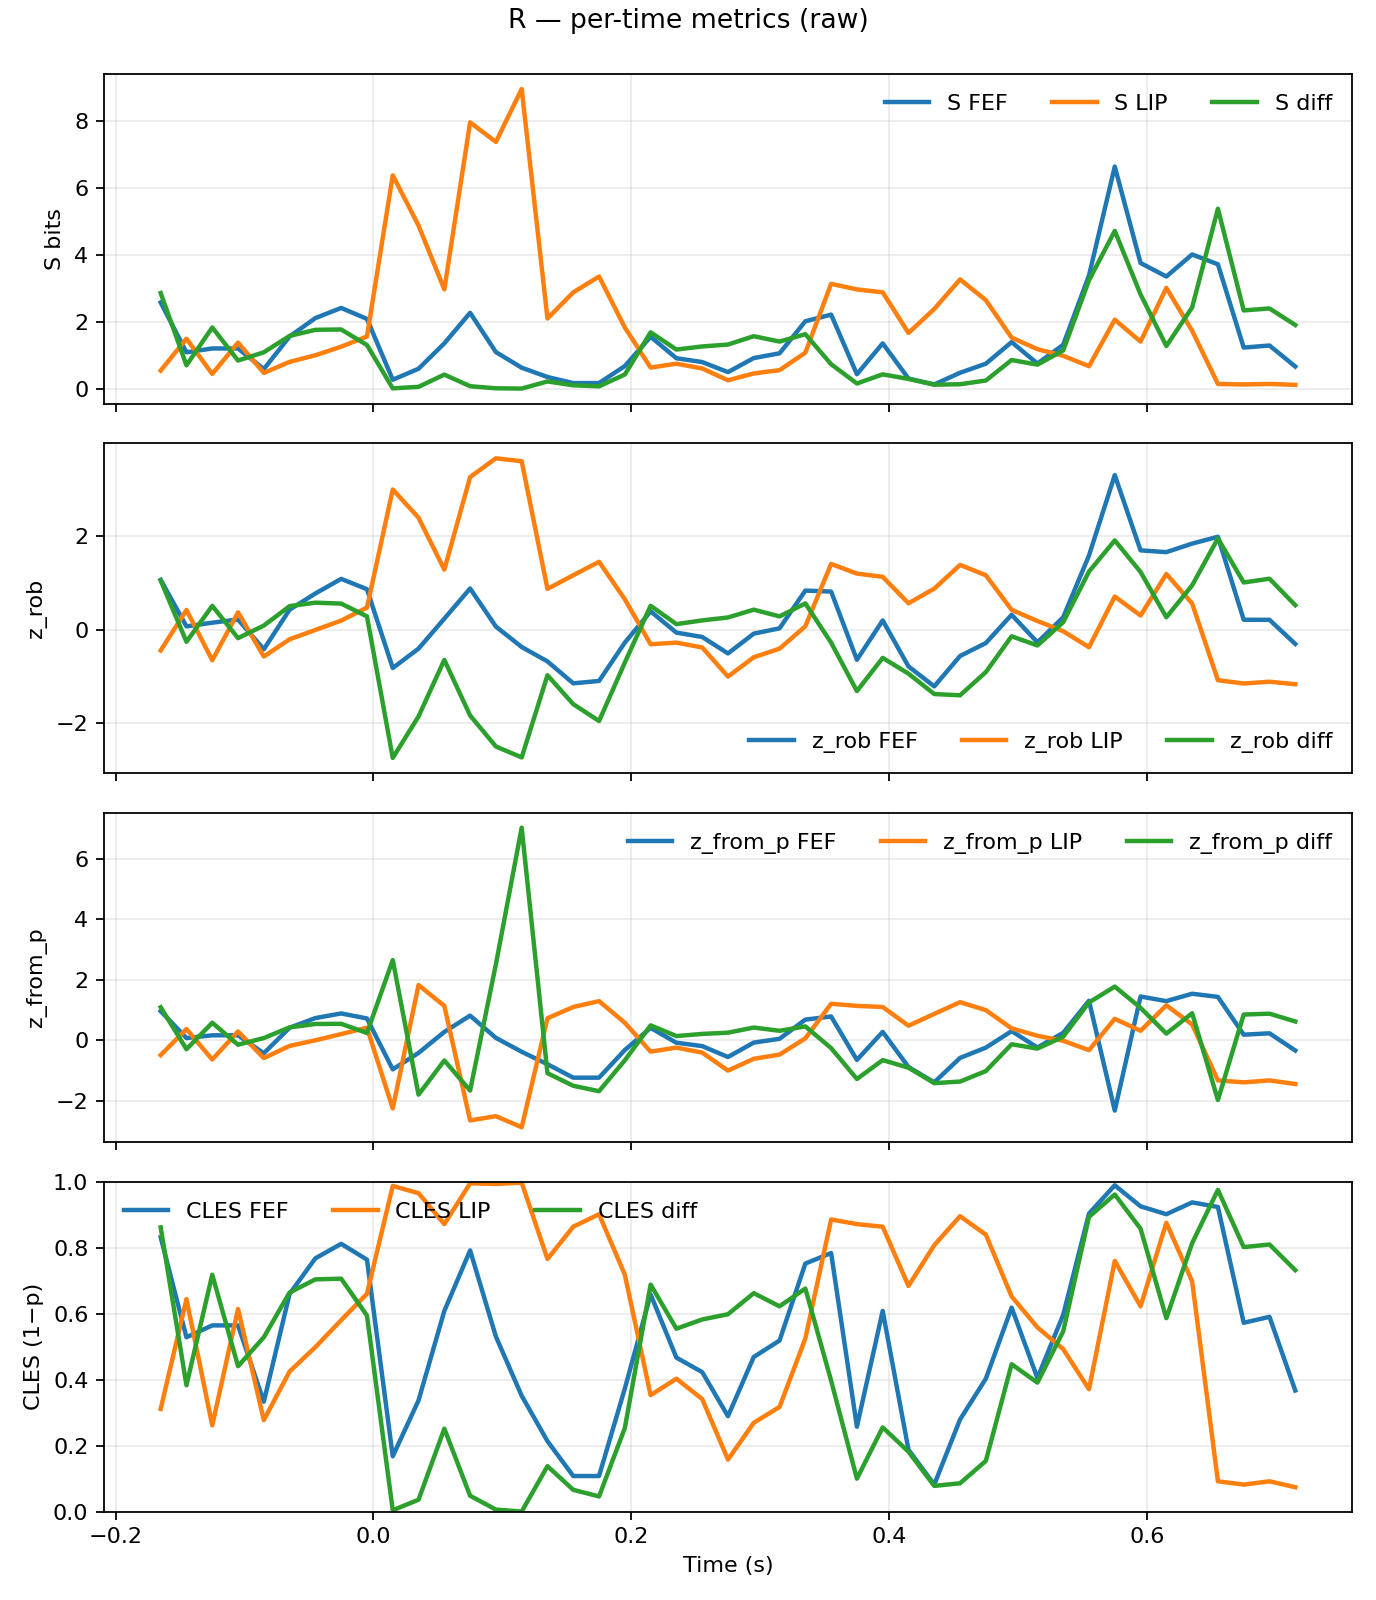 R — per-time metrics (raw)
S FEF S LIP S diff
8
6
4
2
0
S bits
2
0
−2
z_rob
z_rob FEF z_rob LIP z_rob diff
z_from_p FEF z_from_p LIP z_from_p diff
6
4
2
0
−2
z_from_p
CLES FEF CLES LIP CLES diff
1.0
0.8
0.6
0.4
0.2
0.0
CLES (1−p)
−0.2 0.0 0.2 0.4 0.6
Time (s)